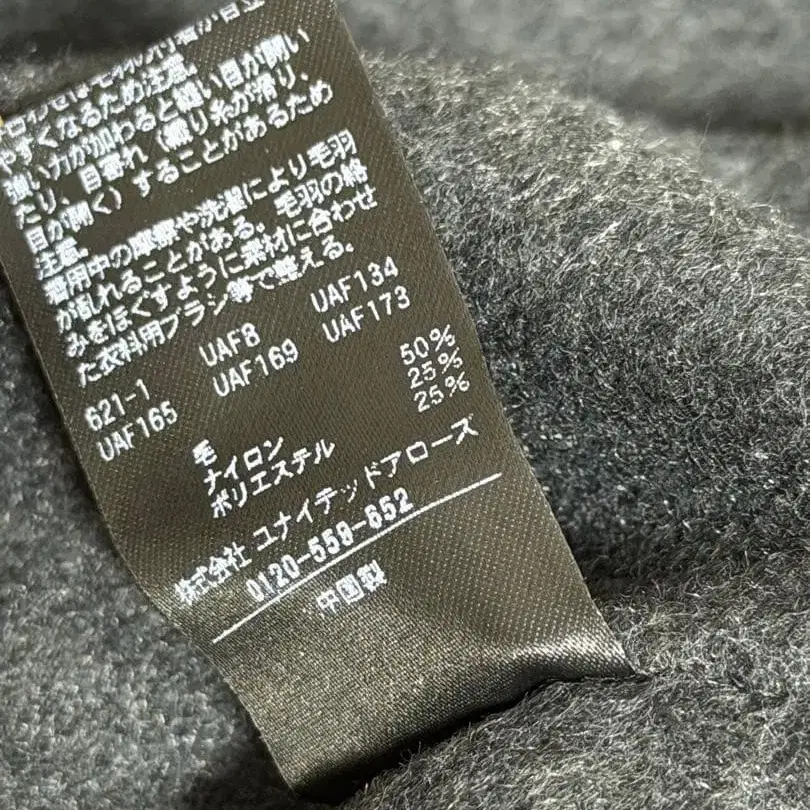 やすくなるため注意。
強い力が加わると縫い目が開い
たり、目寄れ（織り糸が滑り、
目が開く）することがあるため
注意。
着用中の摩擦や洗濯により毛羽
が乱れることがある。毛羽の絡
みをほぐすように素材に合わせ
た衣料用ブラシ等で整える。
621-1 UAF8 UAF134
UAF165 UAF169 UAF173
毛 50%
ナイロン 25%
ポリエステル 25%
株式会社 ユナイテッドアローズ
0120-559-652
中国製